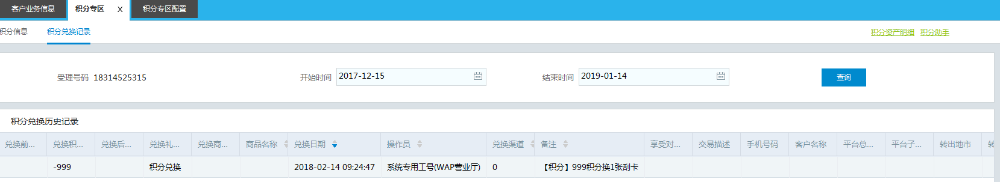 客户业务信息 积分专区 X 积分专区配置
积分信息 积分兑换记录 积分资产明细 积分助手
受理号码 18314525315 开始时间 2017-12-15 结束时间 2019-01-14 查询
积分兑换历史记录
兑换前... 兑换积... 兑换后... 兑换礼... 兑换商... 商品名称 兑换日期 操作员 兑换渠道 备注 享受对... 交易描述 手机号码 客户名称 平台总... 平台子... 转出地市 转
-999 积分兑换 2018-02-14 09:24:47 系统专用工号(WAP营业厅) 0 【积分】999积分换1张刮卡